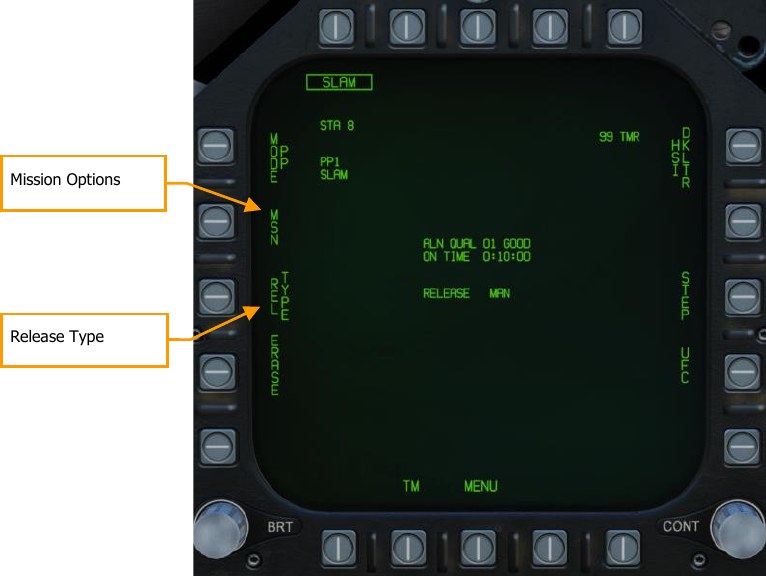 SLAM
STA 8
99 TMR
MODE
PP
HSI
DKLTR
PP1
SLAM
Mission Options
MSN
ALN QUAL 01 GOOD
ON TIME 0:10:00
REL
TYPE
STEP
RELEASE MAN
Release Type
ERASE
UFC
TM
MENU
BRT
CONT